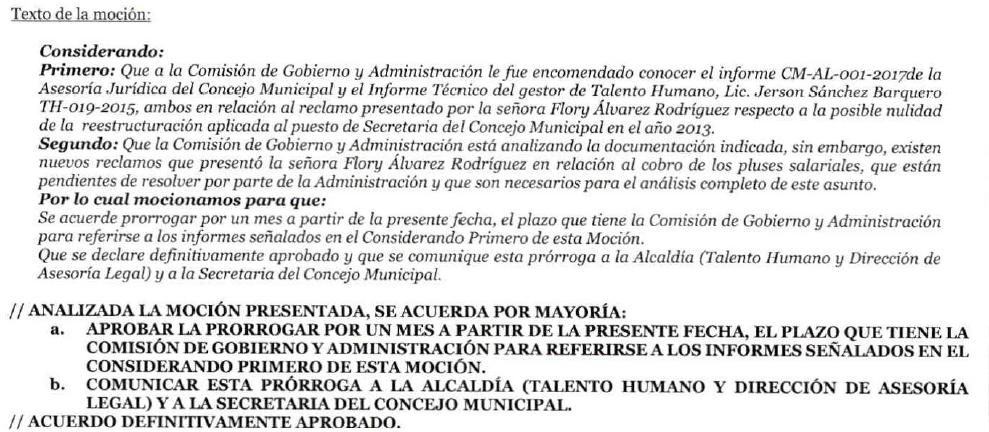 Texto de la moción:
Considerando:
Primero: Que a la Comisión de Gobierno y Administración le fue encomendado conocer el informe CM-AL-001-2017de la
Asesoría Jurídica del Concejo Municipal y el Informe Técnico del gestor de Talento Humano, Lic. Jerson Sánchez Barquero
TH-019-2015, ambos en relación al reclamo presentado por la señora Flory Álvarez Rodríguez respecto a la posible nulidad
de la reestructuración aplicada al puesto de Secretaria del Concejo Municipal en el año 2013.
Segundo: Que la Comisión de Gobierno y Administración está analizando la documentación indicada, sin embargo, existen
nuevos reclamos que presentó la señora Flory Álvarez Rodríguez en relación al cobro de los pluses salariales, que están
pendientes de resolver por parte de la Administración y que son necesarios para el análisis completo de este asunto.
Por lo cual mocionamos para que:
Se acuerde prorrogar por un mes a partir de la presente fecha, el plazo que tiene la Comisión de Gobierno y Administración
para referirse a los informes señalados en el Considerando Primero de esta Moción.
Que se declare definitivamente aprobado y que se comunique esta prórroga a la Alcaldía (Talento Humano y Dirección de
Asesoría Legal) y a la Secretaria del Concejo Municipal.
// ANALIZADA LA MOCIÓN PRESENTADA, SE ACUERDA POR MAYORÍA:
a. APROBAR LA PRORROGAR POR UN MES A PARTIR DE LA PRESENTE FECHA, EL PLAZO QUE TIENE LA
COMISIÓN DE GOBIERNO Y ADMINISTRACIÓN PARA REFERIRSE A LOS INFORMES SEÑALADOS EN EL
CONSIDERANDO PRIMERO DE ESTA MOCIÓN.
b. COMUNICAR ESTA PRÓRROGA A LA ALCALDÍA (TALENTO HUMANO Y DIRECCIÓN DE ASESORÍA
LEGAL) Y A LA SECRETARIA DEL CONCEJO MUNICIPAL.
// ACUERDO DEFINITIVAMENTE APROBADO.